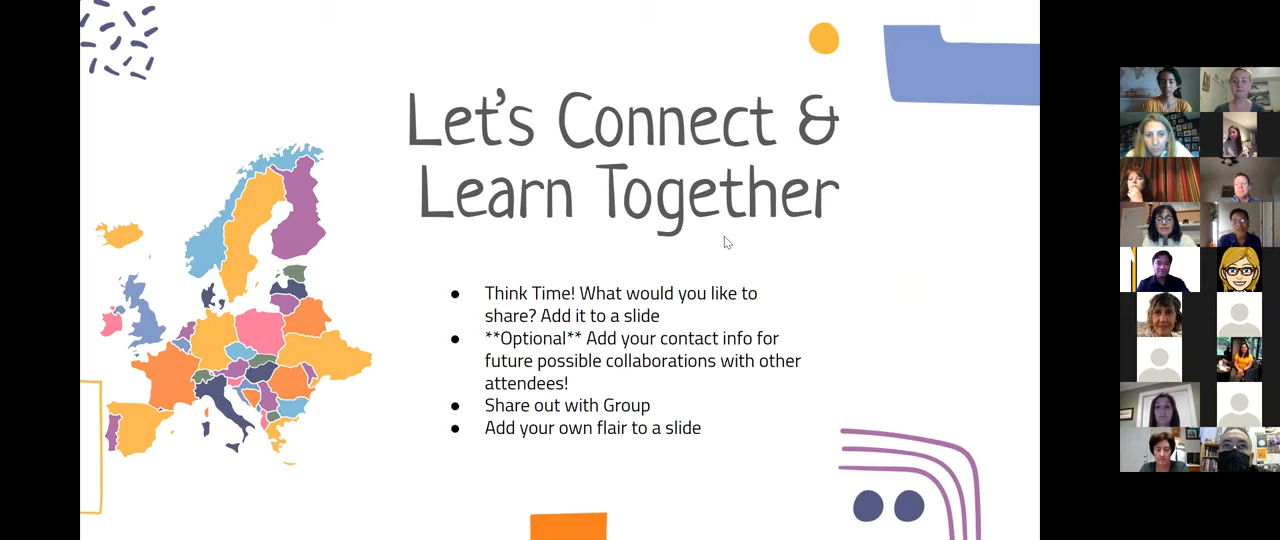 Let's Connect &
Learn Together
● Think Time! What would you like to
share? Add it to a slide
● **Optional** Add your contact info for
future possible collaborations with other
attendees!
● Share out with Group
● Add your own flair to a slide